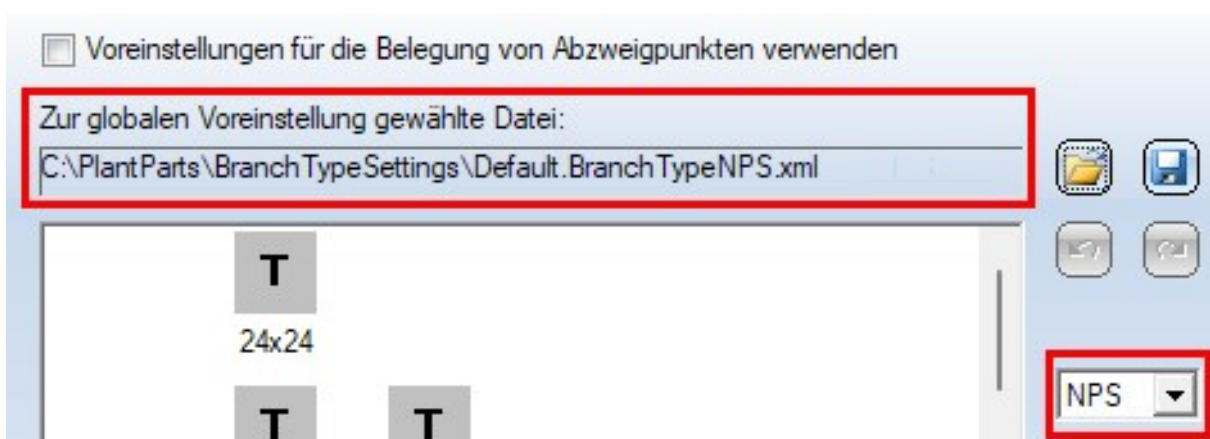 Voreinstellungen für die Belegung von Abzweigpunkten verwenden
Zur globalen Voreinstellung gewählte Datei:
C:\PlantParts\BranchTypeSettings\Default.BranchTypeNPS.xml
T
24x24
NPS
T T